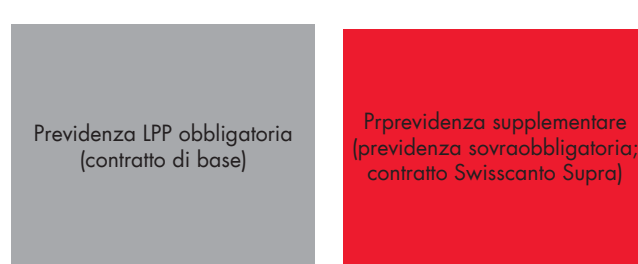 Previdenza LPP obbligatoria
(contratto di base)
Prprevidenza supplementare
(previdenza sovraobbligatoria;
contratto Swisscanto Supra)